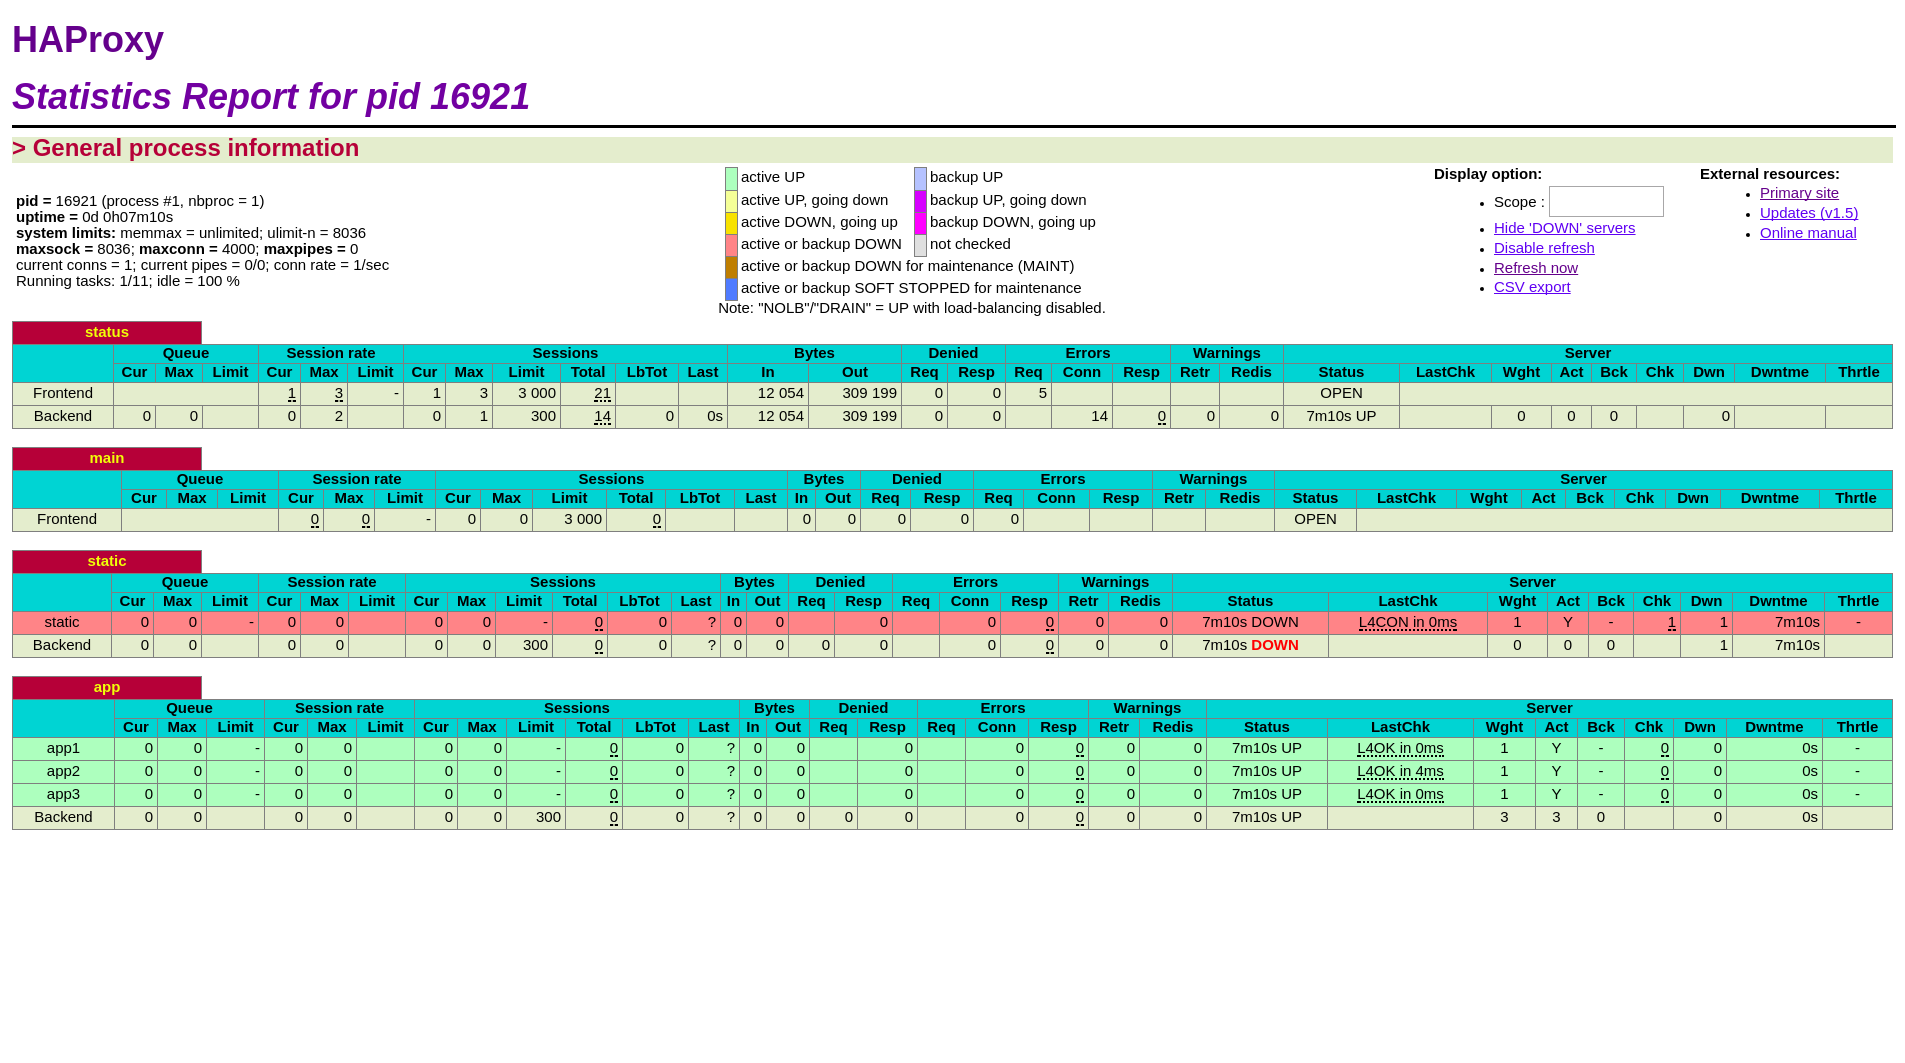 HAProxy
Statistics Report for pid 16921
> General process information
pid = 16921 (process #1, nbproc = 1)
uptime = 0d 0h07m10s
system limits: memmax = unlimited; ulimit-n = 8036
maxsock = 8036; maxconn = 4000; maxpipes = 0
current conns = 1; current pipes = 0/0; conn rate = 1/sec
Running tasks: 1/11; idle = 100 %
active UP backup UP
active UP, going down backup UP, going down
active DOWN, going up backup DOWN, going up
active or backup DOWN not checked
active or backup DOWN for maintenance (MAINT)
active or backup SOFT STOPPED for maintenance
Note: "NOLB"/"DRAIN" = UP with load-balancing disabled.
Display option:
• Scope :
• Hide 'DOWN' servers
• Disable refresh
• Refresh now
• CSV export
External resources:
• Primary site
• Updates (v1.5)
• Online manual
status
Queue Session rate Sessions Bytes Denied Errors Warnings Server
Cur Max Limit Cur Max Limit Cur Max Limit Total LbTot Last In Out Req Resp Req Conn Resp Retr Redis Status LastChk Wght Act Bck Chk Dwn Dwntme Thrtle
Frontend 1 3 - 1 3 3 000 21 12 054 309 199 0 0 5 OPEN
Backend 0 0 0 2 0 1 300 14 0 0s 12 054 309 199 0 0 14 0 0 0 7m10s UP 0 0 0 0
main
Queue Session rate Sessions Bytes Denied Errors Warnings Server
Cur Max Limit Cur Max Limit Cur Max Limit Total LbTot Last In Out Req Resp Req Conn Resp Retr Redis Status LastChk Wght Act Bck Chk Dwn Dwntme Thrtle
Frontend 0 0 - 0 0 3 000 0 0 0 0 0 0 OPEN
static
Queue Session rate Sessions Bytes Denied Errors Warnings Server
Cur Max Limit Cur Max Limit Cur Max Limit Total LbTot Last In Out Req Resp Req Conn Resp Retr Redis Status LastChk Wght Act Bck Chk Dwn Dwntme Thrtle
static 0 0 - 0 0 0 0 - 0 0 ? 0 0 0 0 0 0 0 7m10s DOWN L4CON in 0ms 1 Y - 1 1 7m10s -
Backend 0 0 0 0 0 0 300 0 0 ? 0 0 0 0 0 0 0 0 7m10s DOWN 0 0 0 1 7m10s
app
Queue Session rate Sessions Bytes Denied Errors Warnings Server
Cur Max Limit Cur Max Limit Cur Max Limit Total LbTot Last In Out Req Resp Req Conn Resp Retr Redis Status LastChk Wght Act Bck Chk Dwn Dwntme Thrtle
app1 0 0 - 0 0 0 0 - 0 0 ? 0 0 0 0 0 0 0 7m10s UP L4OK in 0ms 1 Y - 0 0 0s -
app2 0 0 - 0 0 0 0 - 0 0 ? 0 0 0 0 0 0 0 7m10s UP L4OK in 4ms 1 Y - 0 0 0s -
app3 0 0 - 0 0 0 0 - 0 0 ? 0 0 0 0 0 0 0 7m10s UP L4OK in 0ms 1 Y - 0 0 0s -
Backend 0 0 0 0 0 0 300 0 0 ? 0 0 0 0 0 0 0 0 7m10s UP 3 3 0 0 0s